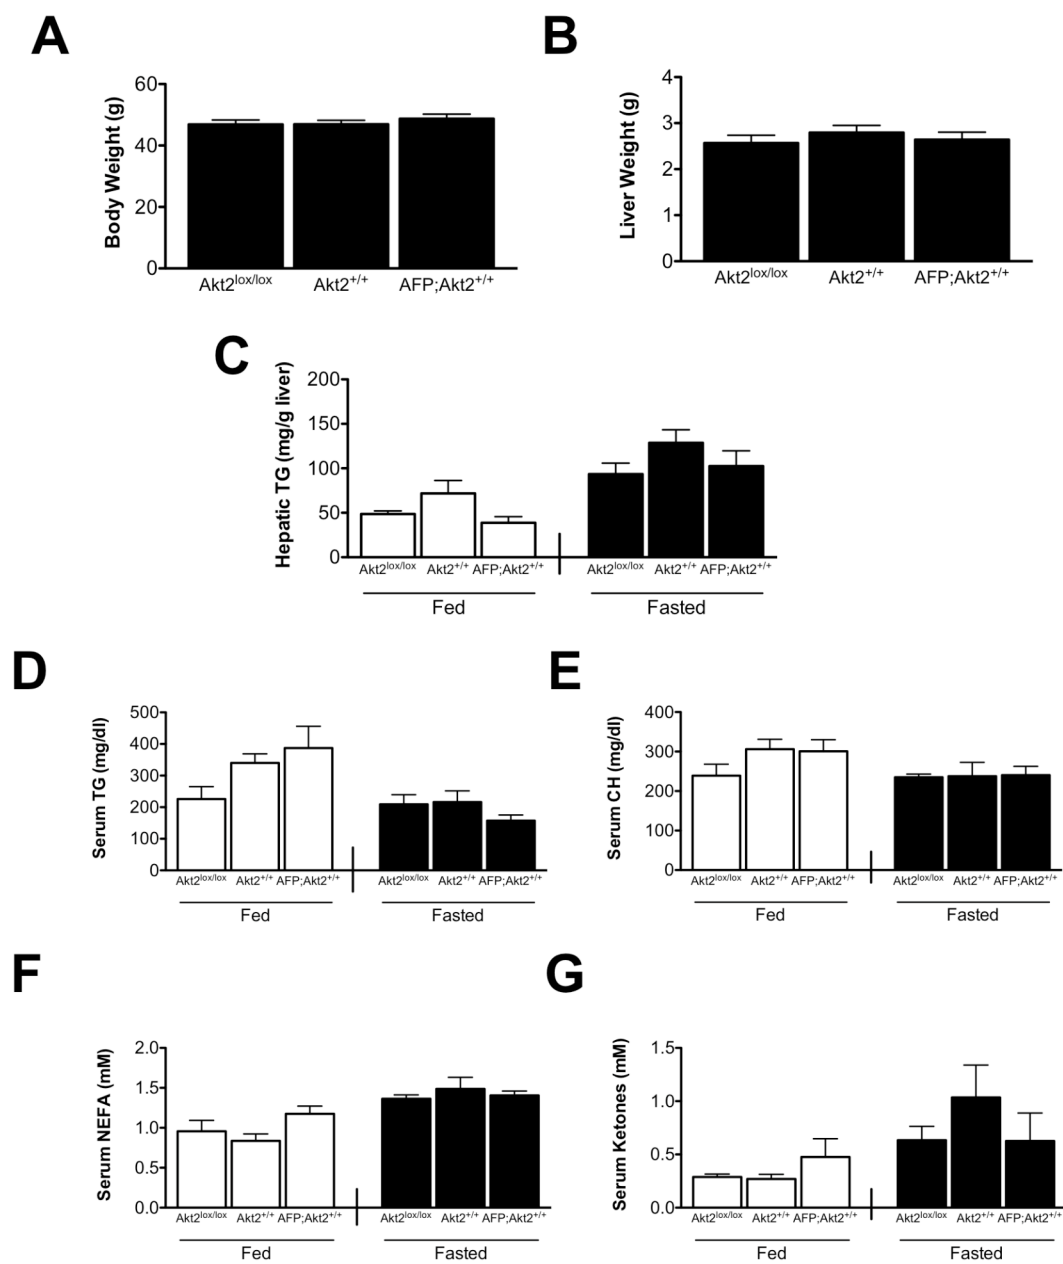 A
Body Weight (g)
60
40
20
0
Akt2lox/lox Akt2+/+ AFP;Akt2+/+
B
Liver Weight (g)
4
3
2
1
0
Akt2lox/lox Akt2+/+ AFP;Akt2+/+
C
Hepatic TG (mg/g liver)
200
150
100
50
0
Akt2lox/lox Akt2+/+ AFP;Akt2+/+ Akt2lox/lox Akt2+/+ AFP;Akt2+/+
Fed Fasted
D
Serum TG (mg/dl)
500
400
300
200
100
0
Akt2lox/lox Akt2+/+ AFP;Akt2+/+ Akt2lox/lox Akt2+/+ AFP;Akt2+/+
Fed Fasted
E
Serum CH (mg/dl)
400
300
200
100
0
Akt2lox/lox Akt2+/+ AFP;Akt2+/+ Akt2lox/lox Akt2+/+ AFP;Akt2+/+
Fed Fasted
F
Serum NEFA (mM)
2.0
1.5
1.0
0.5
0.0
Akt2lox/lox Akt2+/+ AFP;Akt2+/+ Akt2lox/lox Akt2+/+ AFP;Akt2+/+
Fed Fasted
G
Serum Ketones (mM)
1.5
1.0
0.5
0.0
Akt2lox/lox Akt2+/+ AFP;Akt2+/+ Akt2lox/lox Akt2+/+ AFP;Akt2+/+
Fed Fasted